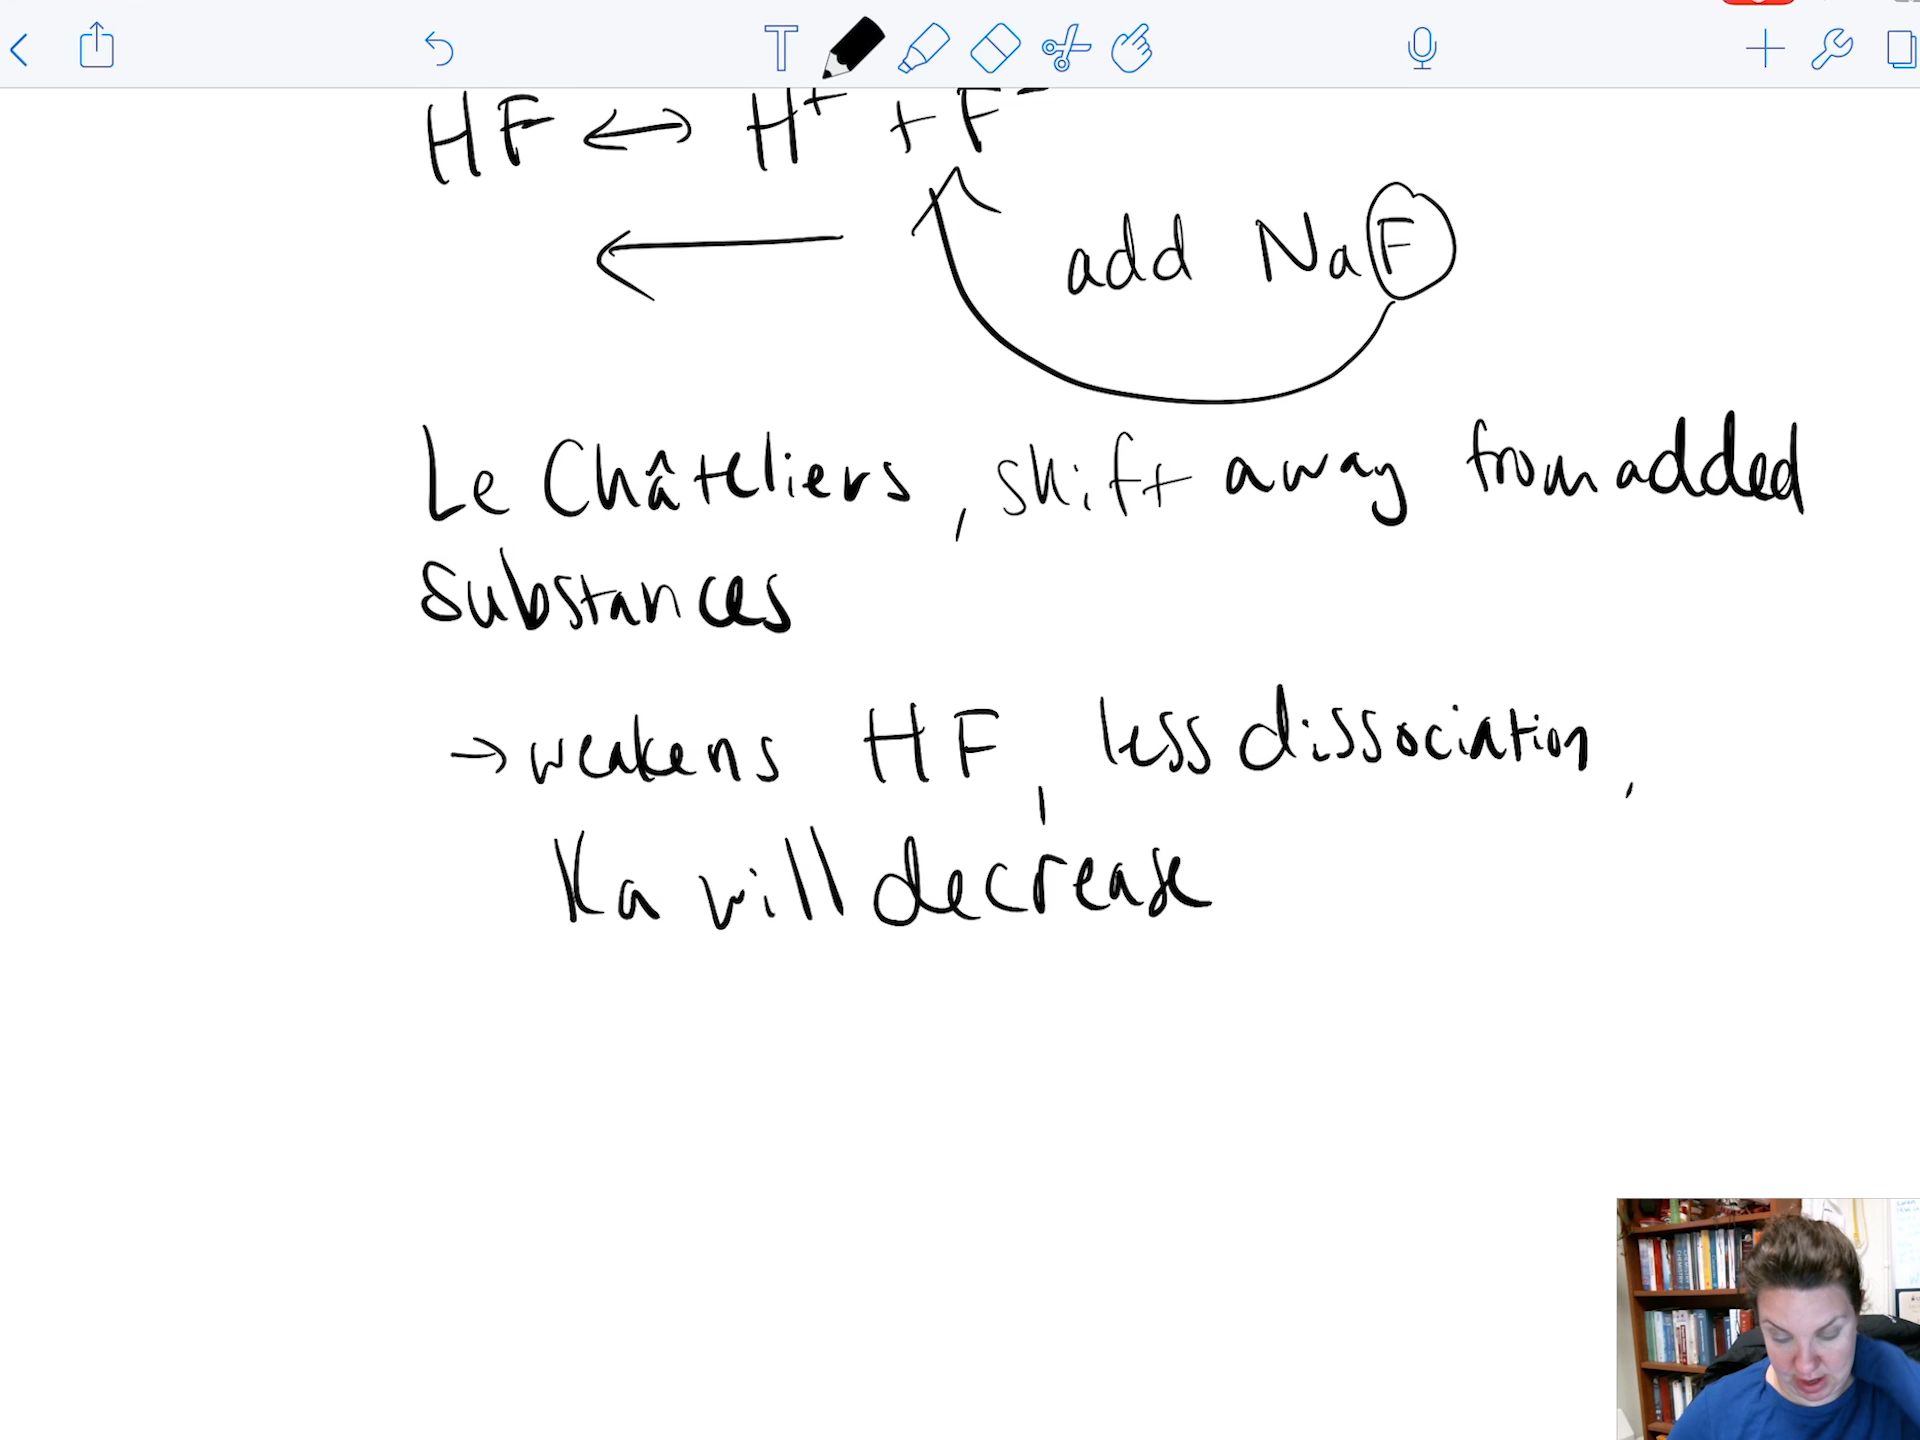 HF ↔ H⁺ + F⁻
add NaF
Le Châteliers, shift away from added
substances
→ weakens HF, less dissociation,
Ka will decrease